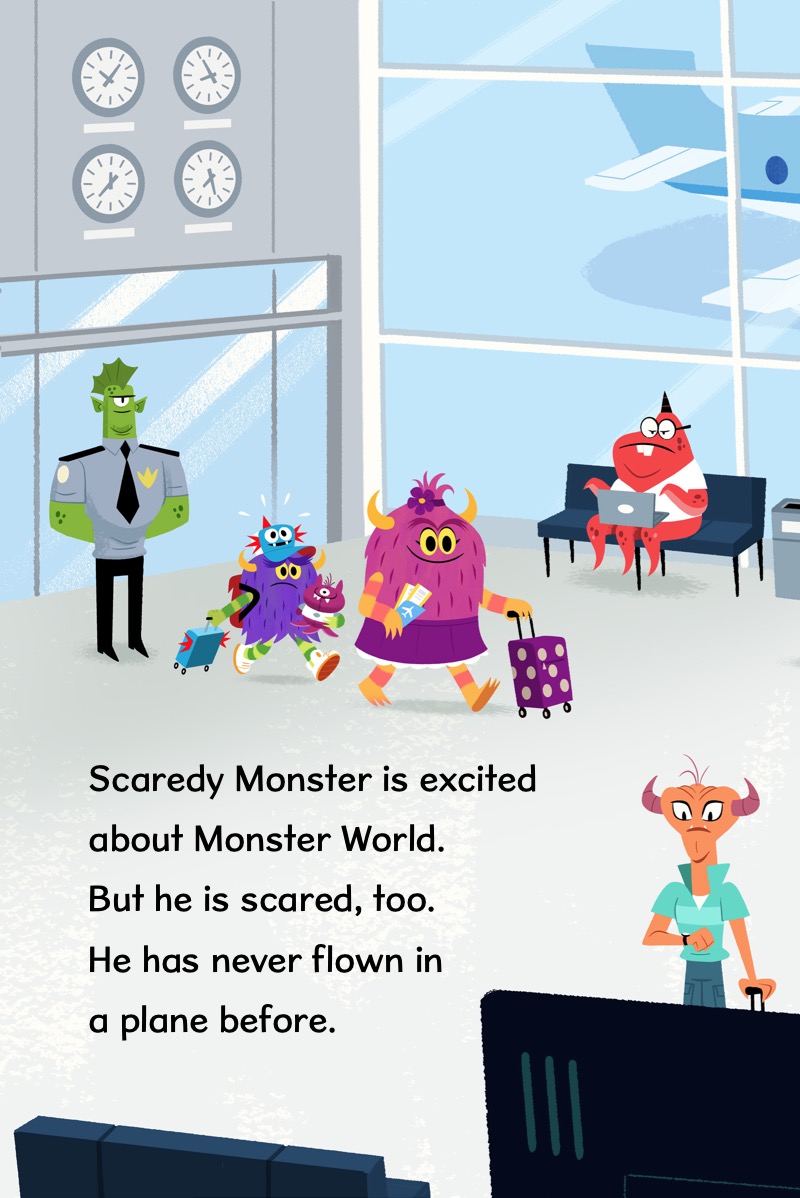 Scaredy Monster is excited
about Monster World.
But he is scared, too.
He has never flown in
a plane before.